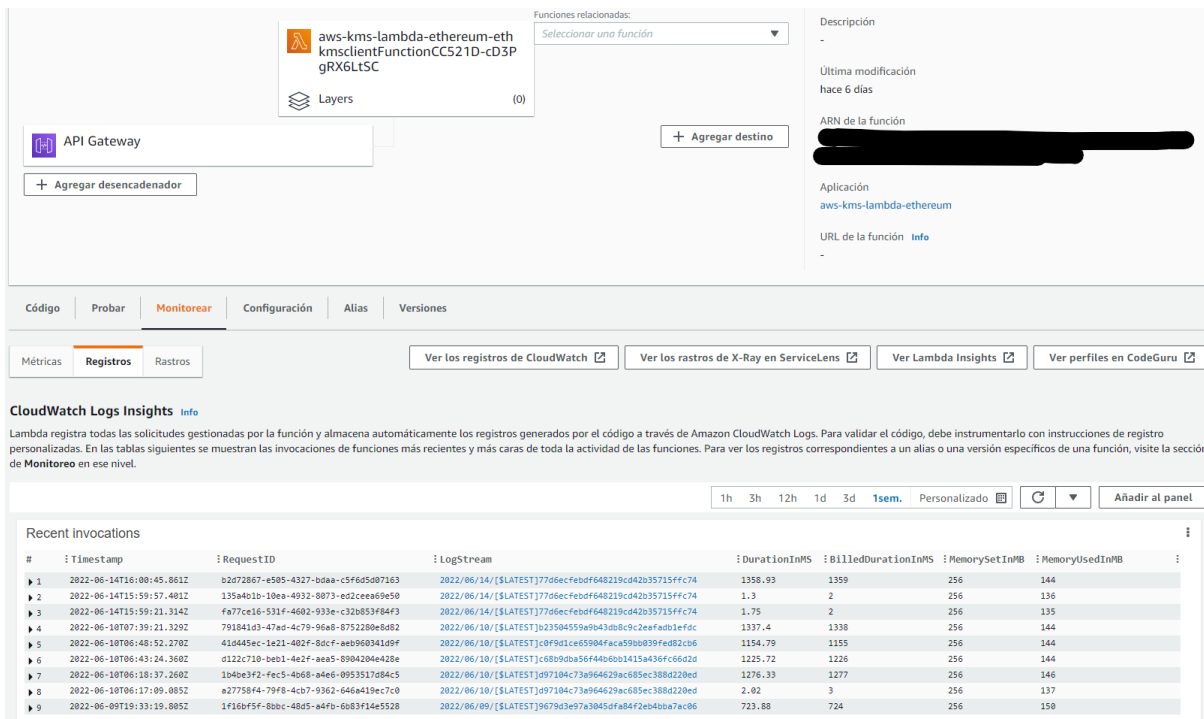 Funciones relacionadas:
Seleccionar una función
aws-kms-lambda-ethereum-eth
kmsclientFunctionCC521D-cD3P
gRX6LtSC
Layers (0)
API Gateway
+ Agregar destino
+ Agregar desencadenador
Descripción
-
Última modificación
hace 6 días
ARN de la función
Aplicación
aws-kms-lambda-ethereum
URL de la función Info
-
Código Probar Monitorear Configuración Alias Versiones
Métricas Registros Rastros Ver los registros de CloudWatch Ver los rastros de X-Ray en ServiceLens Ver Lambda Insights Ver perfiles en CodeGuru
CloudWatch Logs Insights Info
Lambda registra todas las solicitudes gestionadas por la función y almacena automáticamente los registros generados por el código a través de Amazon CloudWatch Logs. Para validar el código, debe instrumentarlo con instrucciones de registro
personalizadas. En las tablas siguientes se muestran las invocaciones de funciones más recientes y más caras de toda la actividad de las funciones. Para ver los registros correspondientes a un alias o una versión específicos de una función, visite la sección
de Monitoreo en ese nivel.
1h 3h 12h 1d 3d 1sem. Personalizado Añadir al panel
Recent invocations
# Timestamp RequestID LogStream DurationInMS BilledDurationInMS MemorySetInMB MemoryUsedInMB
1 2022-06-14T16:00:45.861Z b2d72867-e505-4327-bdaa-c5f6d5d07163 2022/06/14/[$LATEST]77d6ecfebdf648219cd42b35715ffc74 1358.93 1359 256 144
2 2022-06-14T15:59:57.401Z 135a4b1b-10ea-4932-8073-ed2ceea69e50 2022/06/14/[$LATEST]77d6ecfebdf648219cd42b35715ffc74 1.3 2 256 136
3 2022-06-14T15:59:21.314Z fa77ce16-531f-4602-933e-c32b853f84f3 2022/06/14/[$LATEST]77d6ecfebdf648219cd42b35715ffc74 1.75 2 256 135
4 2022-06-10T07:39:21.329Z 791841d3-47ad-4c79-96a8-8752280e8d82 2022/06/10/[$LATEST]b23504559a9b43db8c9c2eafadb1efdc 1337.4 1338 256 144
5 2022-06-10T06:48:52.270Z 41d445ec-1e21-402f-8dcf-aeb960341d9f 2022/06/10/[$LATEST]c0f9d1ce65904faca59bb039fed82cb6 1154.79 1155 256 144
6 2022-06-10T06:43:24.360Z d122c710-beb1-4e2f-aea5-8904204e428e 2022/06/10/[$LATEST]c68b9dba56f44b6bb1415a436fc66d2d 1225.72 1226 256 144
7 2022-06-10T06:18:37.260Z 1b4be3f2-fec5-4b68-a4e6-0953517d84c5 2022/06/10/[$LATEST]d97104c73a964629ac685ec388d220ed 1276.33 1277 256 146
8 2022-06-10T06:17:09.085Z a27758f4-79f8-4cb7-9362-646a419ec7c0 2022/06/10/[$LATEST]d97104c73a964629ac685ec388d220ed 2.02 3 256 137
9 2022-06-09T19:33:19.805Z 1f16bf5f-8bbc-48d5-a4fb-6b83f14e5528 2022/06/09/[$LATEST]9679d3e97a3045dfa84f2eb4bba7ac06 723.88 724 256 150